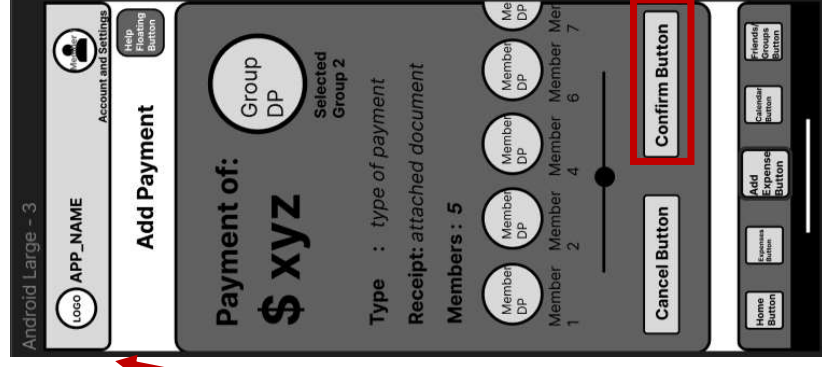 Android Large - 3
LOGO
APP_NAME
Member
Account and Settings
Add Payment
Help
Floating
Button
Payment of:
$ xyz
Group
DP
Selected
Group 2
Type : type of payment
Receipt: attached document
Members : 5
Member
DP
Member
DP
Member
DP
Member
DP
Me
DP
Member
1
Member
2
Member
4
Member
6
Mer
7
Cancel Button
Confirm Button
Home
Button
Expenses
Button
Add
Expense
Button
Calendar
Button
Friends/
Groups
Button